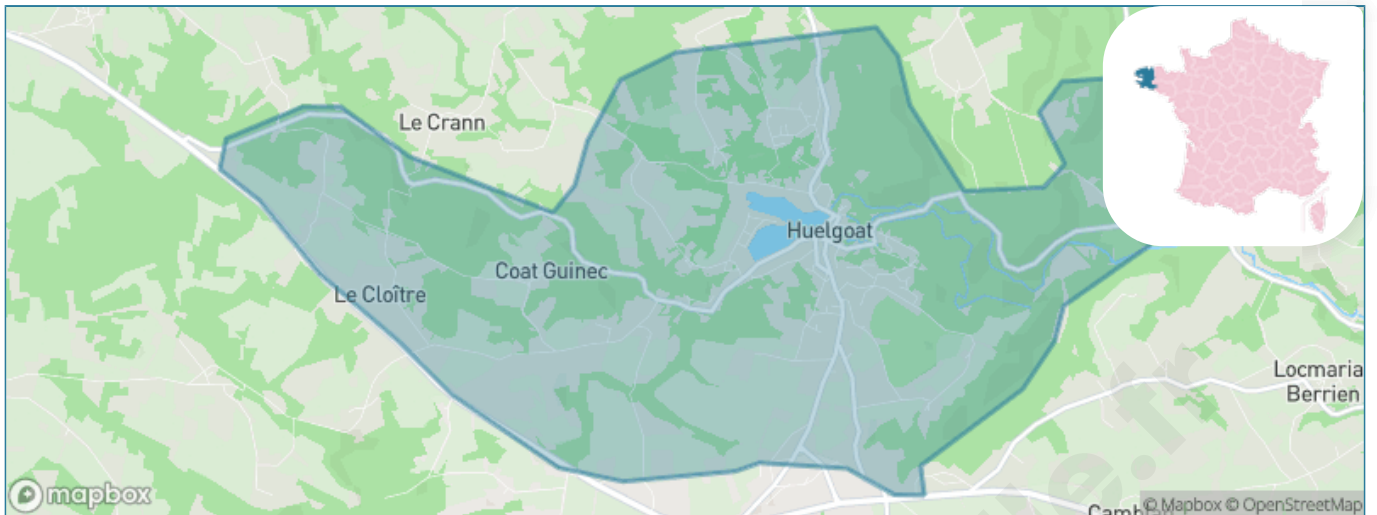 Le Crann
Huelgoat
Coat Guinec
Le Cloître
Locmaria
Berrien
mapbox
© Mapbox © OpenStreetMap